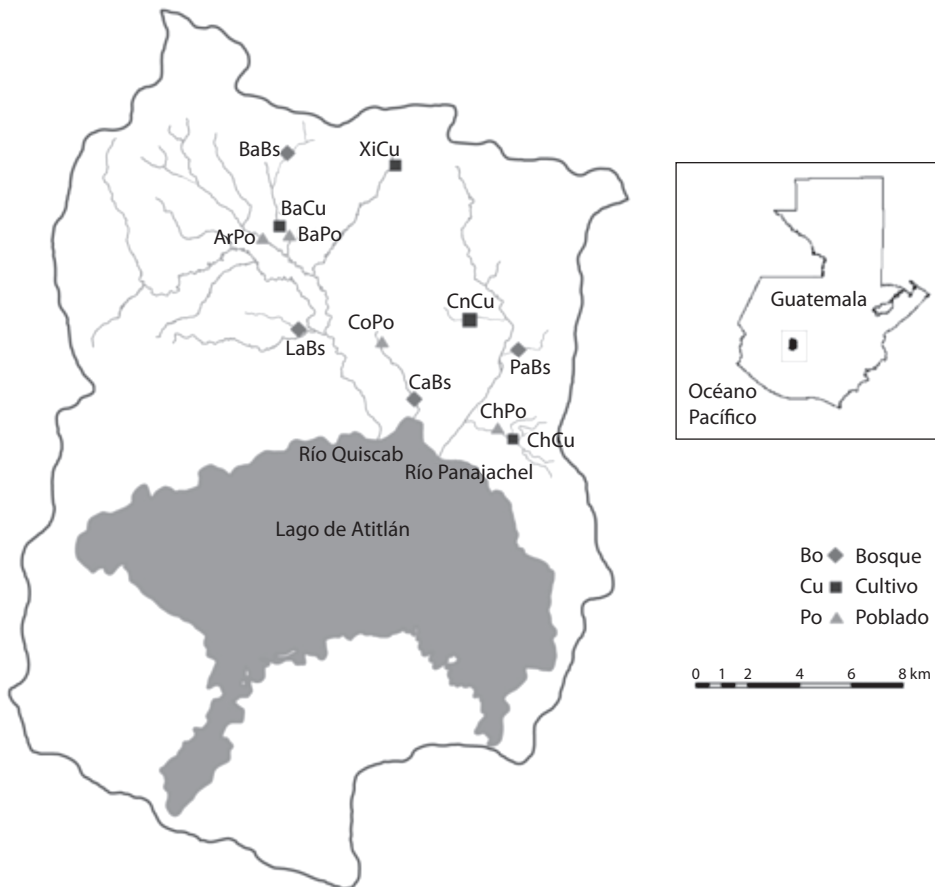 BaBs
XiCu
BaCu
BaPo
ArPo
CnCu
CoPo
LaBs
PaBs
CaBs
ChPo
ChCu
Río Quiscab
Río Panajachel
Lago de Atitlán
Guatemala
Océano
Pacífico
Bo Bosque
Cu Cultivo
Po Poblado
0 1 2 4 6 8 km